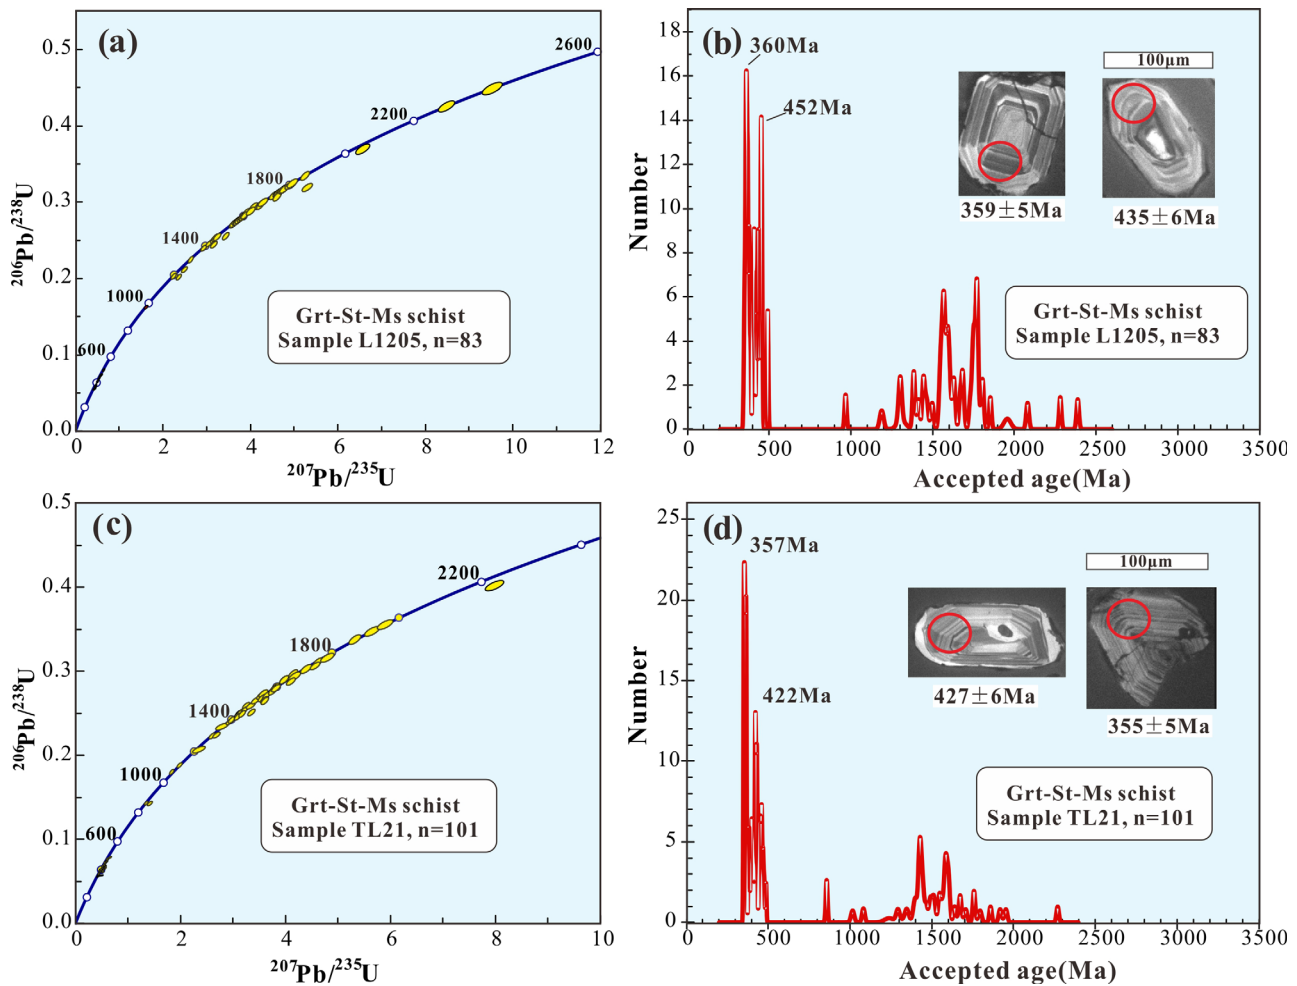 (a)
0.5
0.4
0.3
0.2
0.1
0.0
206Pb/238U
2600
2200
1800
1400
1000
600
Grt-St-Ms schist
Sample L1205, n=83
0 2 4 6 8 10 12
207Pb/235U
(b)
18
16
14
12
10
8
6
4
2
0
Number
360Ma
452Ma
100μm
359±5Ma
435±6Ma
Grt-St-Ms schist
Sample L1205, n=83
0 500 1000 1500 2000 2500 3000 3500
Accepted age(Ma)
(c)
0.5
0.4
0.3
0.2
0.1
0.0
206Pb/238U
2200
1800
1400
1000
600
Grt-St-Ms schist
Sample TL21, n=101
0 2 4 6 8 10
207Pb/235U
(d)
25
20
15
10
5
0
Number
357Ma
422Ma
100μm
427±6Ma
355±5Ma
Grt-St-Ms schist
Sample TL21, n=101
0 500 1000 1500 2000 2500 3000 3500
Accepted age(Ma)